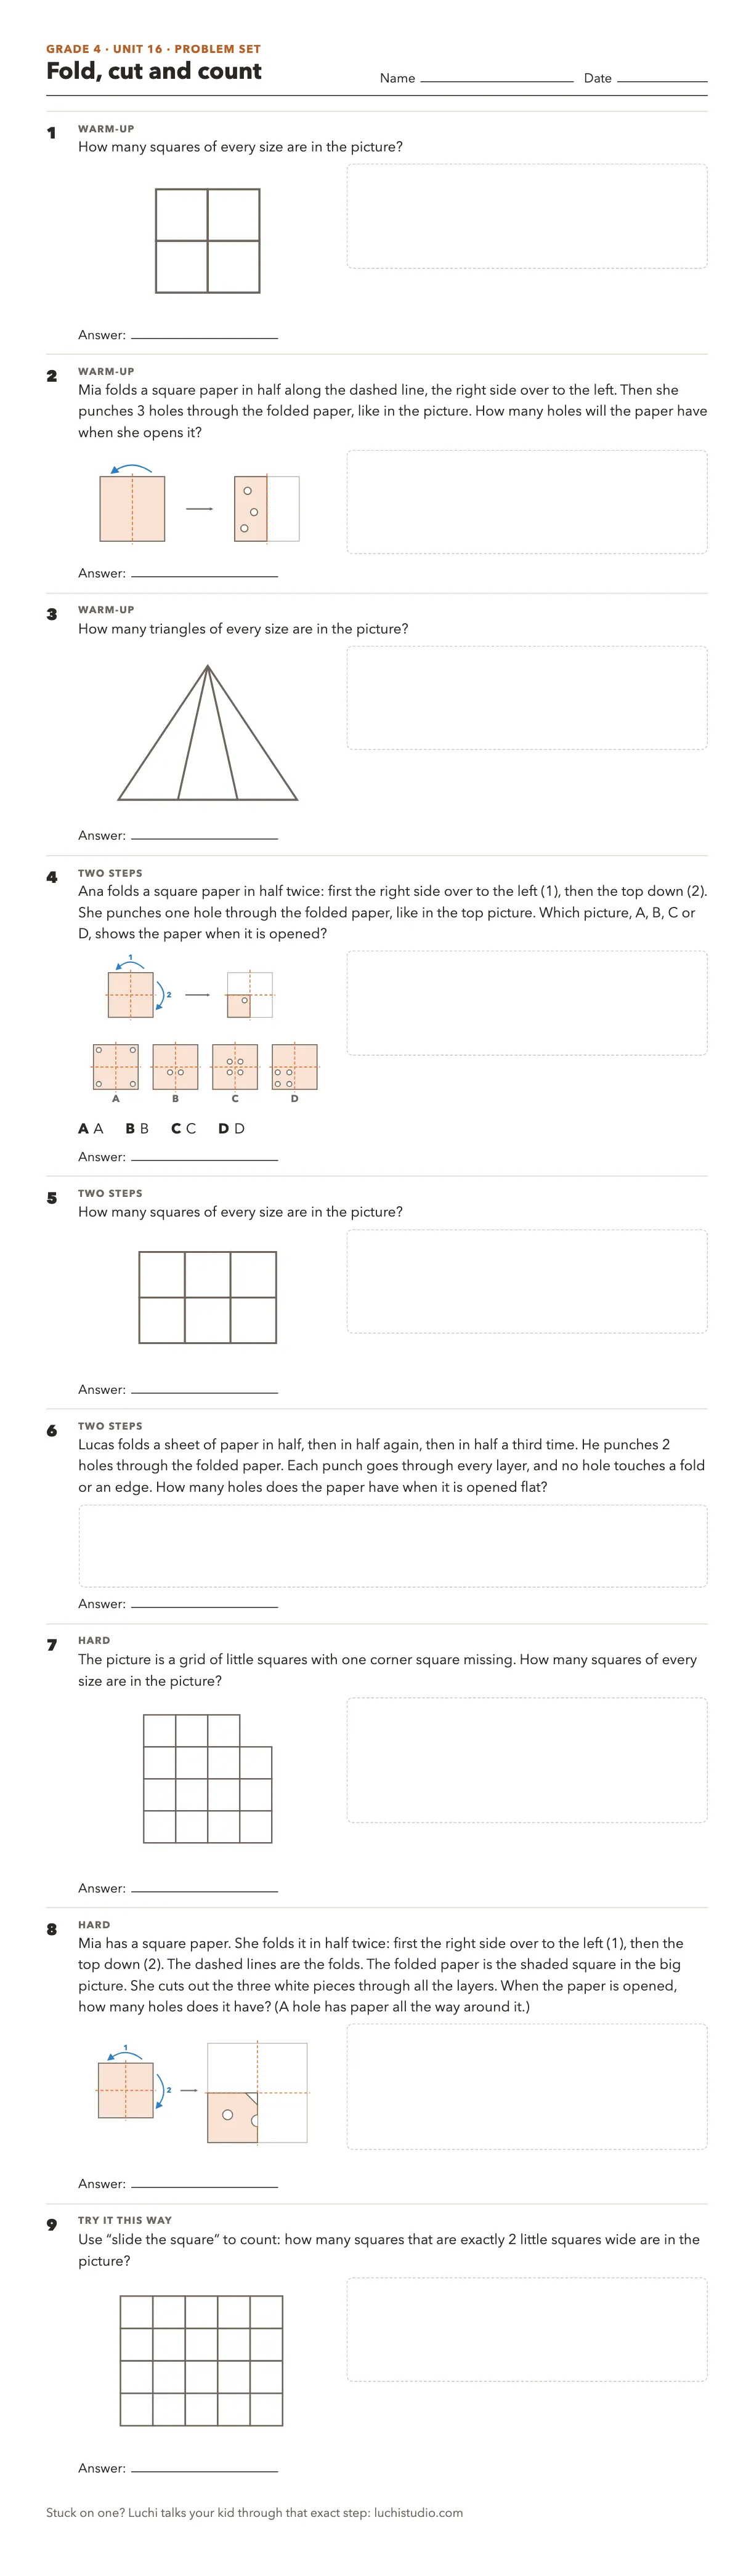 GRADE 4 · UNIT 16 · PROBLEM SET
Fold, cut and count
Name
Date
1
WARM-UP
How many squares of every size are in the picture?
Answer:
2
WARM-UP
Mia folds a square paper in half along the dashed line, the right side over to the left. Then she
punches 3 holes through the folded paper, like in the picture. How many holes will the paper have
when she opens it?
Answer:
3
WARM-UP
How many triangles of every size are in the picture?
Answer:
4
TWO STEPS
Ana folds a square paper in half twice: first the right side over to the left (1), then the top down (2).
She punches one hole through the folded paper, like in the top picture. Which picture, A, B, C or
D, shows the paper when it is opened?
1
2
A B C D
A A B B C C D D
Answer:
5
TWO STEPS
How many squares of every size are in the picture?
Answer:
6
TWO STEPS
Lucas folds a sheet of paper in half, then in half again, then in half a third time. He punches 2
holes through the folded paper. Each punch goes through every layer, and no hole touches a fold
or an edge. How many holes does the paper have when it is opened flat?
Answer:
7
HARD
The picture is a grid of little squares with one corner square missing. How many squares of every
size are in the picture?
Answer:
8
HARD
Mia has a square paper. She folds it in half twice: first the right side over to the left (1), then the
top down (2). The dashed lines are the folds. The folded paper is the shaded square in the big
picture. She cuts out the three white pieces through all the layers. When the paper is opened,
how many holes does it have? (A hole has paper all the way around it.)
1
2
Answer:
9
TRY IT THIS WAY
Use “slide the square” to count: how many squares that are exactly 2 little squares wide are in the
picture?
Answer:
Stuck on one? Luchi talks your kid through that exact step: luchistudio.com